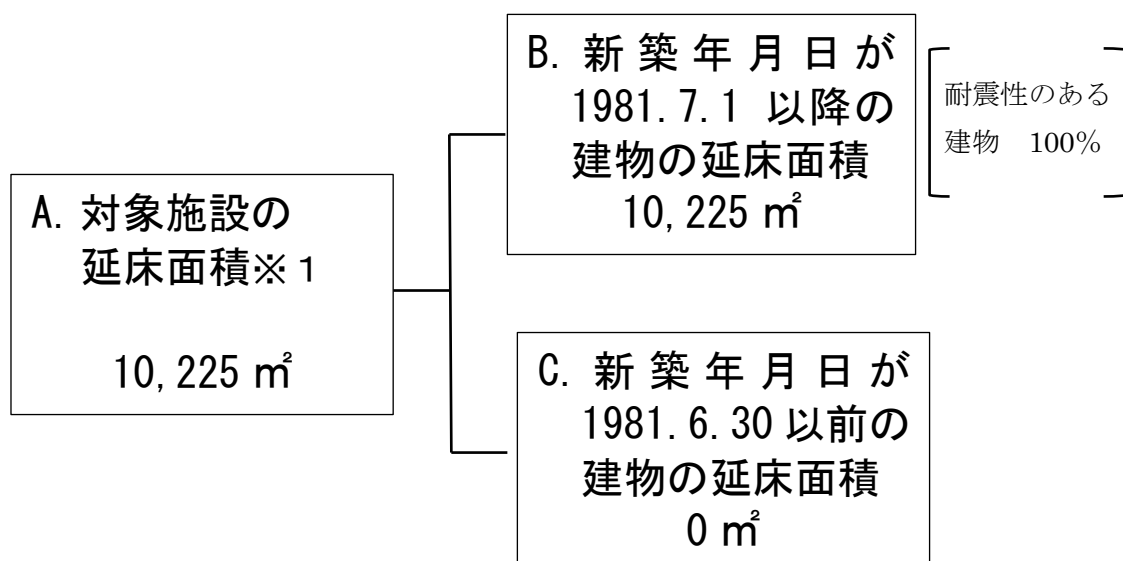 A. 対象施設の
延床面積※1
10,225 ㎡
B. 新築年月日が
1981.7.1 以降の
建物の延床面積
10,225 ㎡
耐震性のある
建物 100%
C. 新築年月日が
1981.6.30 以前の
建物の延床面積
0 ㎡